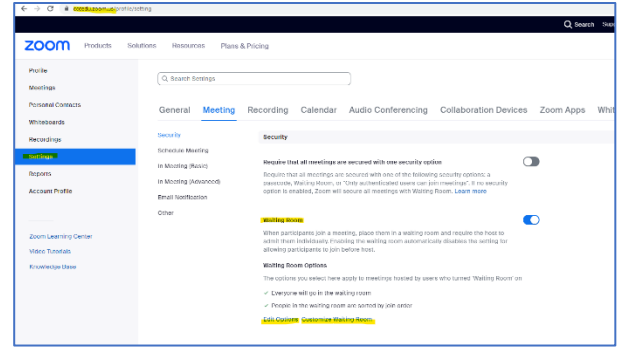 /profile/setting
Search
zoom Products Solutions Resources Plans & Pricing
Profile
Meetings
Personal Contacts
Whiteboards
Recordings
Settings
Reports
Account Profile
Zoom Learning Center
Video Tutorials
Knowledge Base
Search Settings
General Meeting Recording Calendar Audio Conferencing Collaboration Devices Zoom Apps Whit
Security
Schedule Meeting
In Meeting (Basic)
In Meeting (Advanced)
Email Notification
Other
Security
Require that all meetings are secured with one security option
Require that all meetings are secured with one of the following security options: a
passcode, Waiting Room, or "Only authenticated users can join meetings". If no security
option is enabled, Zoom will secure all meetings with Waiting Room. Learn more
Waiting Room
When participants join a meeting, place them in a waiting room and require the host to
admit them individually. Enabling the waiting room automatically disables the setting for
allowing participants to join before host.
Waiting Room Options
The options you select here apply to meetings hosted by users who turned 'Waiting Room' on
✓ Everyone will go in the waiting room
✓ People in the waiting room are sorted by join order
Edit Options Customize Waiting Room